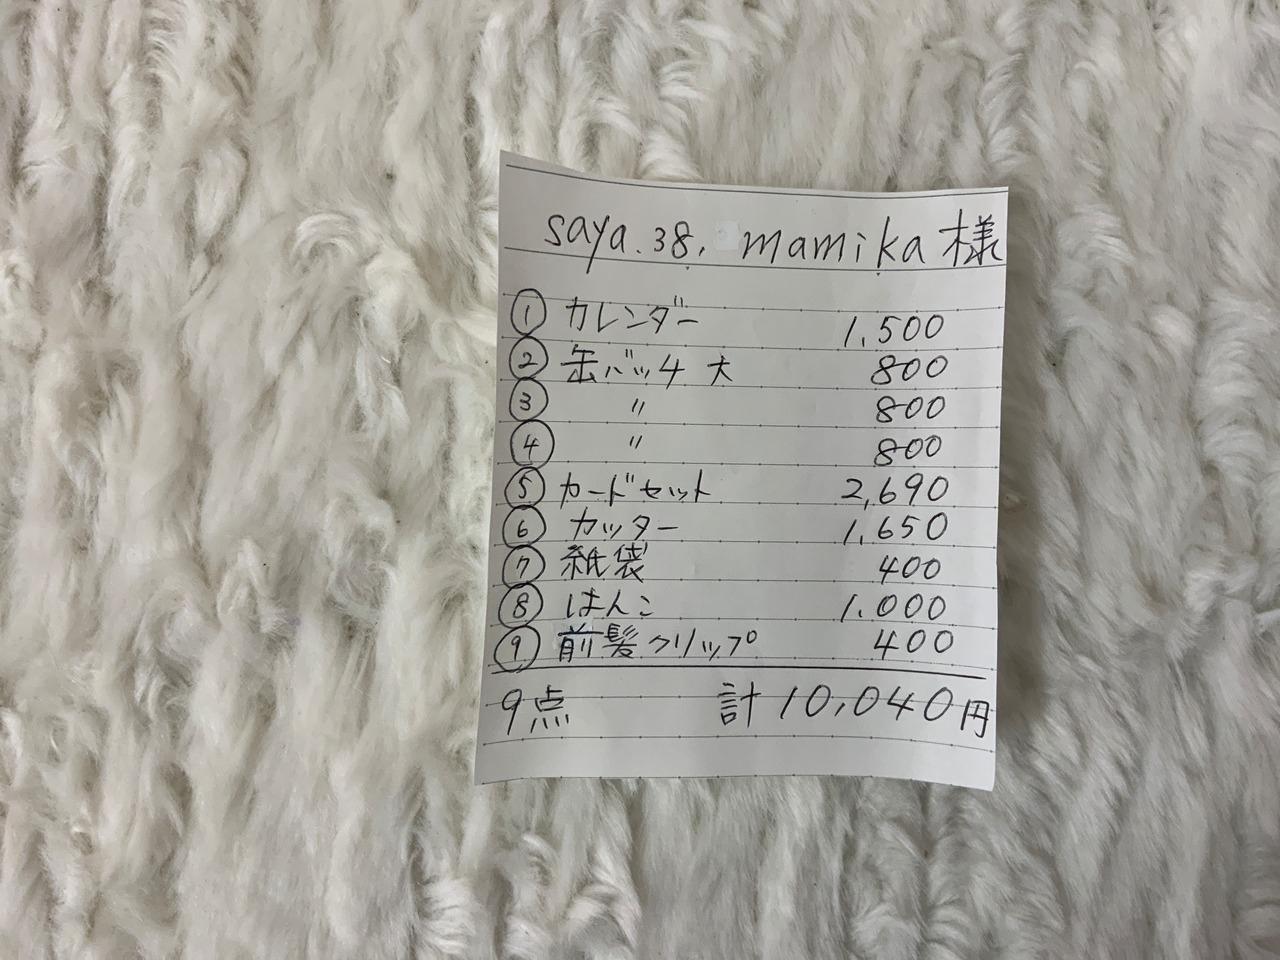 saya.38. mamika様
① カレンダー 1,500
② 缶バッチ 大 800
③ 〃 800
④ 〃 800
⑤ カードセット 2,690
⑥ カッター 1,650
⑦ 紙袋 400
⑧ はんこ 1.000
⑨ 前髪クリップ 400
9点 計10,040円